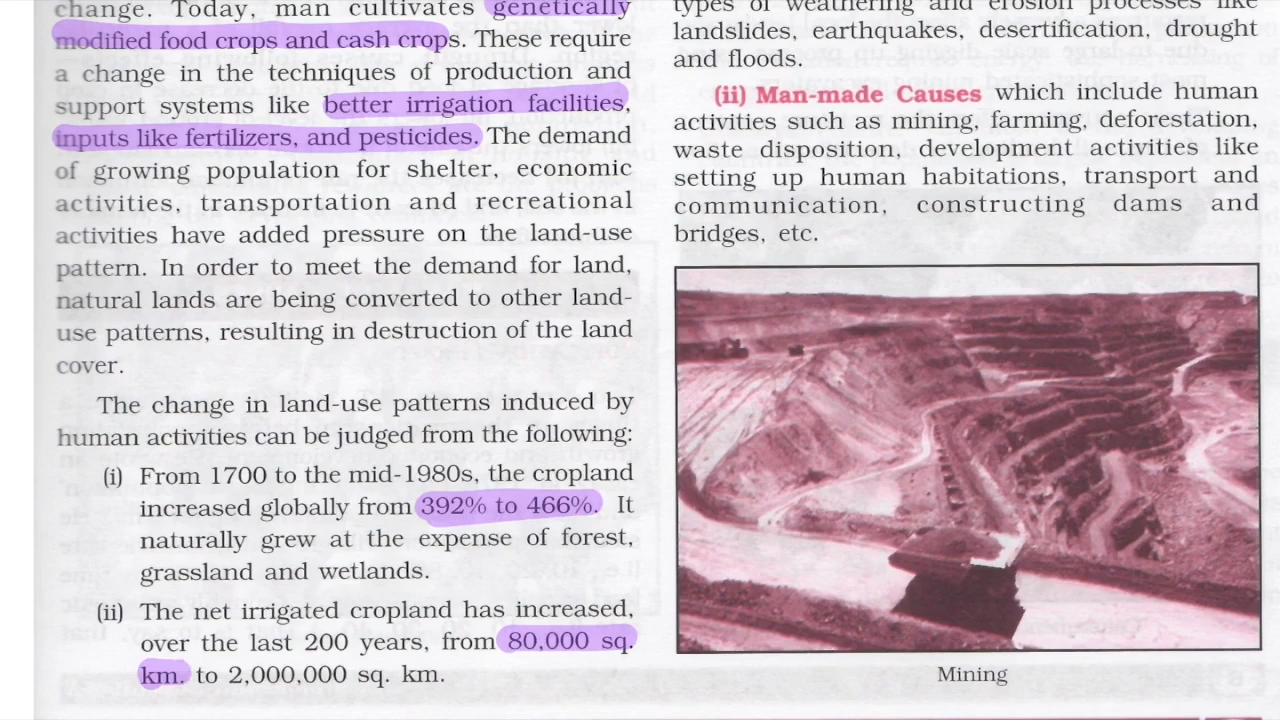 change. Today, man cultivates genetically
modified food crops and cash crops. These require
a change in the techniques of production and
support systems like better irrigation facilities,
inputs like fertilizers, and pesticides. The demand
of growing population for shelter, economic
activities, transportation and recreational
activities have added pressure on the land-use
pattern. In order to meet the demand for land,
natural lands are being converted to other land-
use patterns, resulting in destruction of the land
cover.
The change in land-use patterns induced by
human activities can be judged from the following:
(i) From 1700 to the mid-1980s, the cropland
increased globally from 392% to 466%. It
naturally grew at the expense of forest,
grassland and wetlands.
(ii) The net irrigated cropland has increased,
over the last 200 years, from 80,000 sq.
km. to 2,000,000 sq. km.
types of weathering and erosion processes like
landslides, earthquakes, desertification, drought
and floods.
(ii) Man-made Causes which include human
activities such as mining, farming, deforestation,
waste disposition, development activities like
setting up human habitations, transport and
communication, constructing dams and
bridges, etc.
Mining